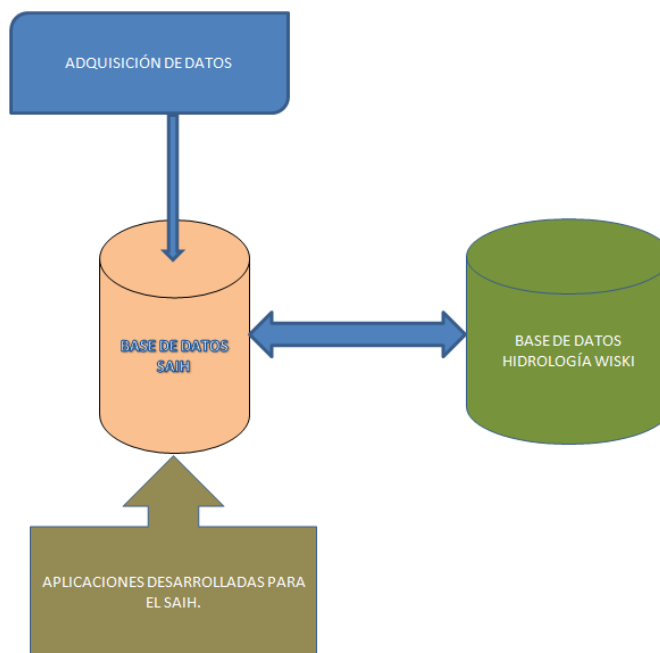 ADQUISICIÓN DE DATOS
BASE DE DATOS
SAIH
BASE DE DATOS
HIDROLOGÍA WISKI
APLICACIONES DESARROLLADAS PARA
EL SAIH.